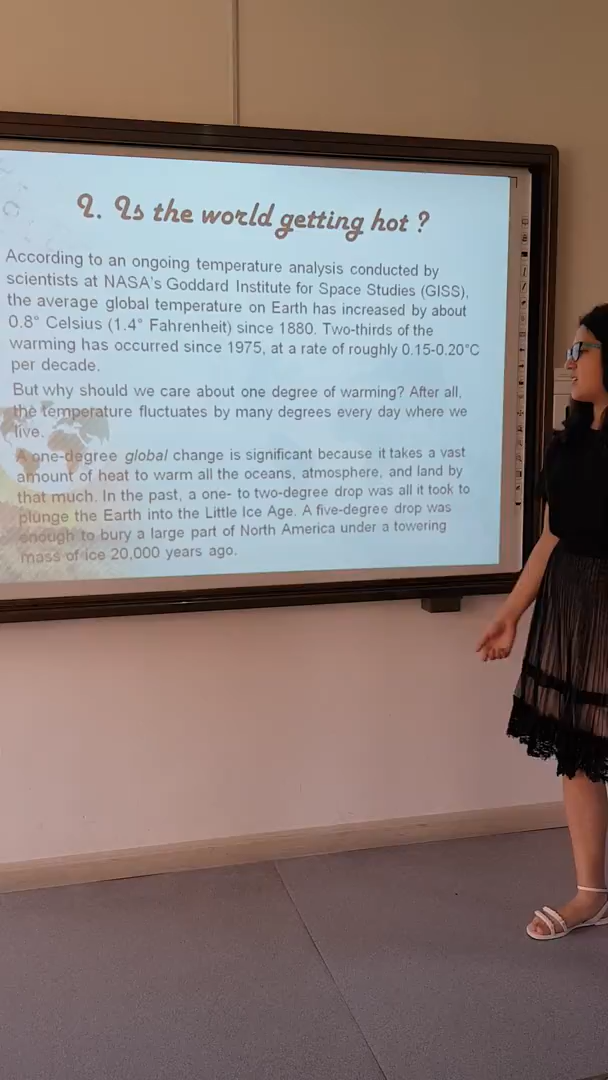 Q. Is the world getting hot ?
According to an ongoing temperature analysis conducted by
scientists at NASA's Goddard Institute for Space Studies (GISS),
the average global temperature on Earth has increased by about
0.8° Celsius (1.4° Fahrenheit) since 1880. Two-thirds of the
warming has occurred since 1975, at a rate of roughly 0.15-0.20°C
per decade.
But why should we care about one degree of warming? After all,
the temperature fluctuates by many degrees every day where we
live.
A one-degree global change is significant because it takes a vast
amount of heat to warm all the oceans, atmosphere, and land by
that much. In the past, a one- to two-degree drop was all it took to
plunge the Earth into the Little Ice Age. A five-degree drop was
enough to bury a large part of North America under a towering
mass of ice 20,000 years ago.